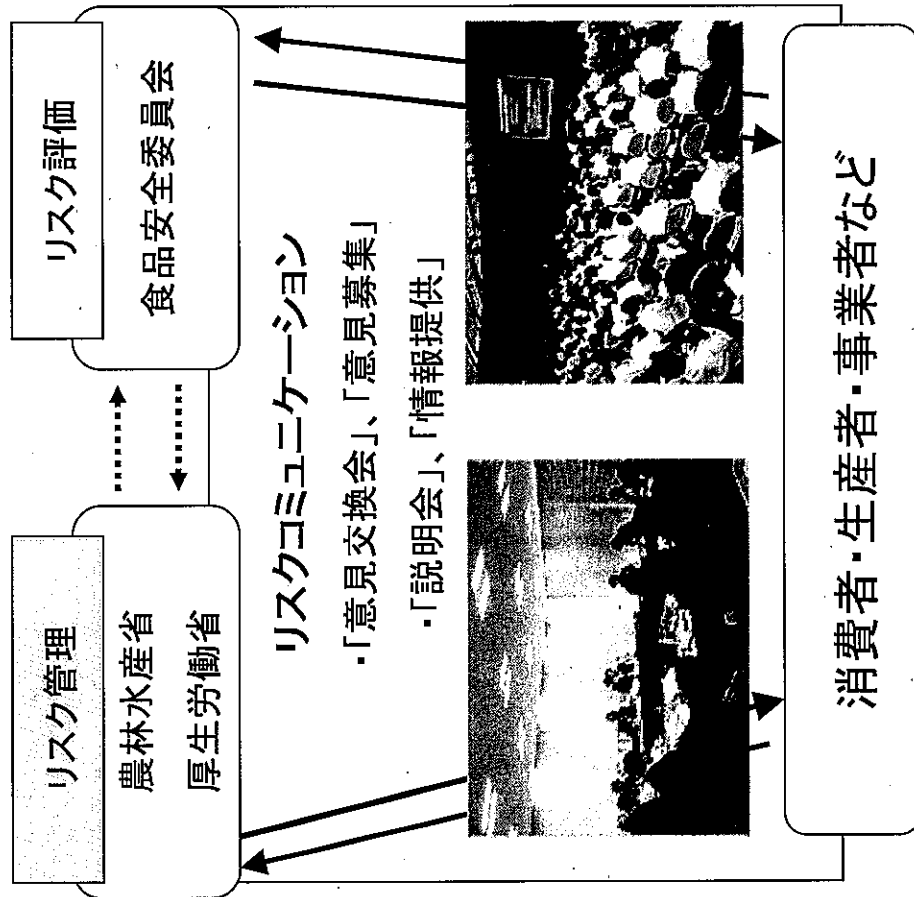 リスク管理
農林水産省
厚生労働省
リスク評価
食品安全委員会
リスクコミュニケーション
・「意見交換会」、「意見募集」
・「説明会」、「情報提供」
消費者・生産者・事業者など